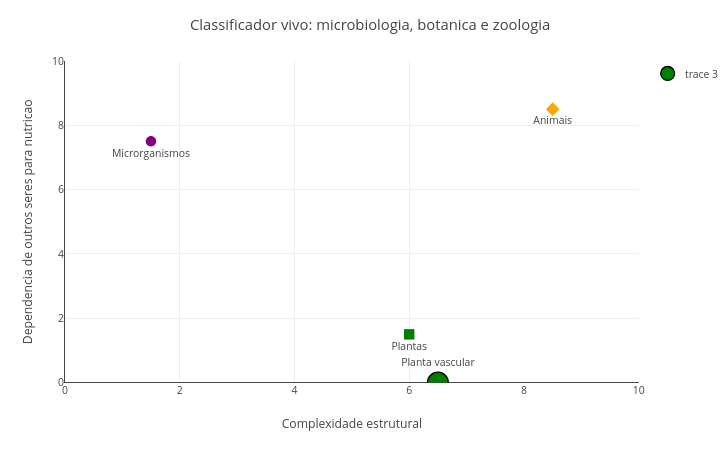 Classificador vivo: microbiologia, botanica e zoologia
trace 3
Dependencia de outros seres para nutricao
10
8
6
4
2
0
Animais
Microrganismos
Plantas
Planta vascular
0 2 4 6 8 10
Complexidade estrutural